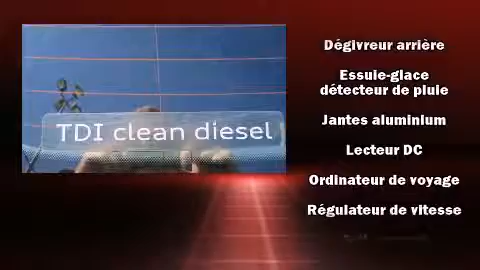 TDI clean diesel
Dégivreur arrière
Essuie-glace
détecteur de pluie
Jantes aluminium
Lecteur DC
Ordinateur de voyage
Régulateur de vitesse